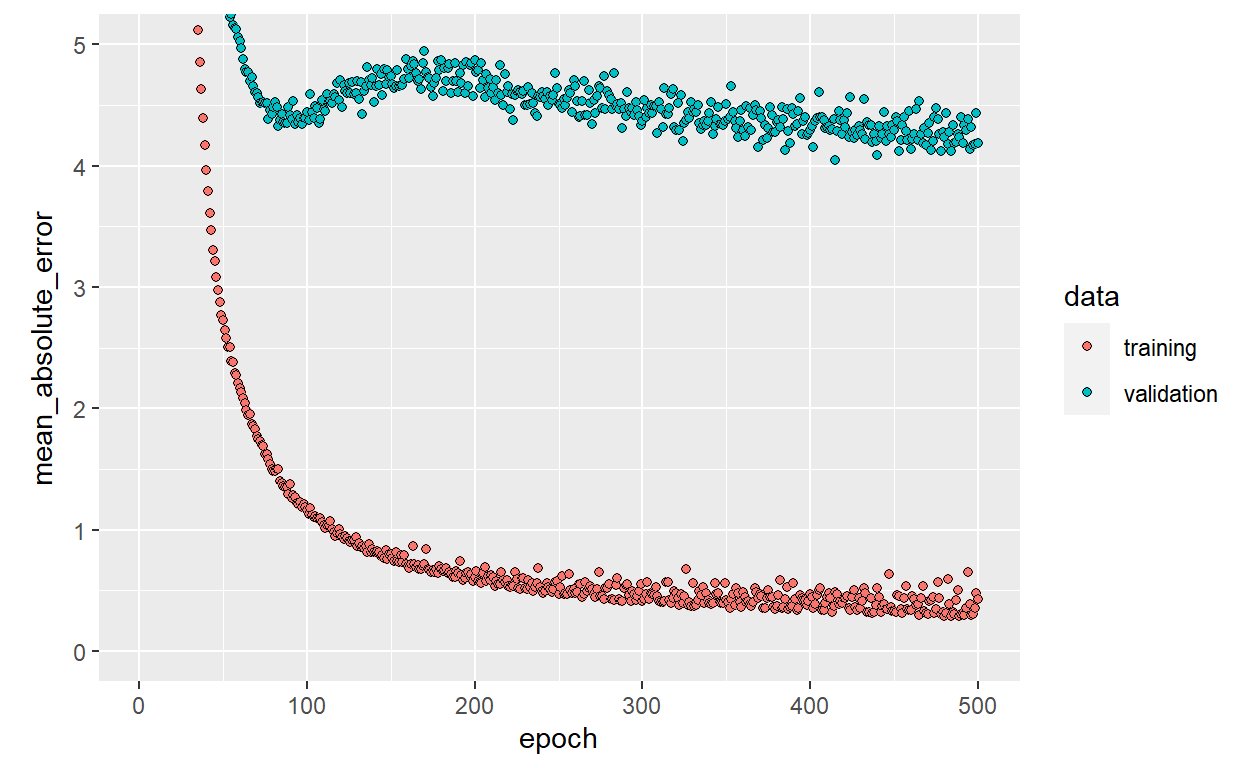 5
4
3
2
1
0
mean_absolute_error
0 100 200 300 400 500
epoch
data
training
validation